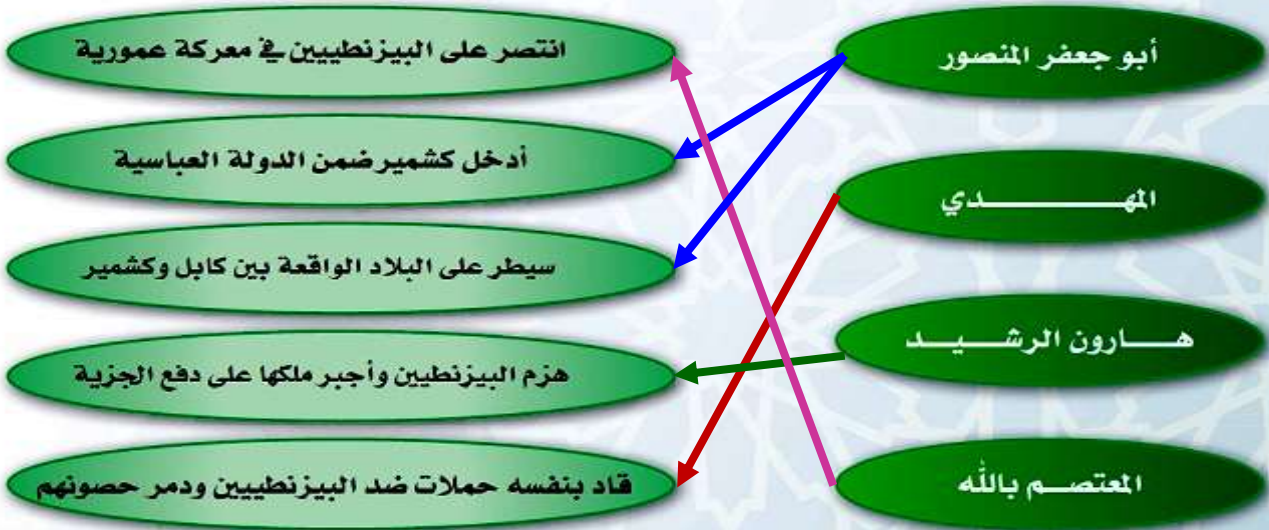 أبو جعفر المنصور
انتصر على البيزنطيين في معركة عمورية
المهـــــــــدي
أدخل كشمير ضمن الدولة العباسية
سيطر على البلاد الواقعة بين كابل وكشمير
هــــارون الرشـــيـــد
هزم البيزنطيين وأجبر ملكها على دفع الجزية
المعتصــم بالله
قاد بنفسه حملات ضد البيزنطيين ودمر حصونهم